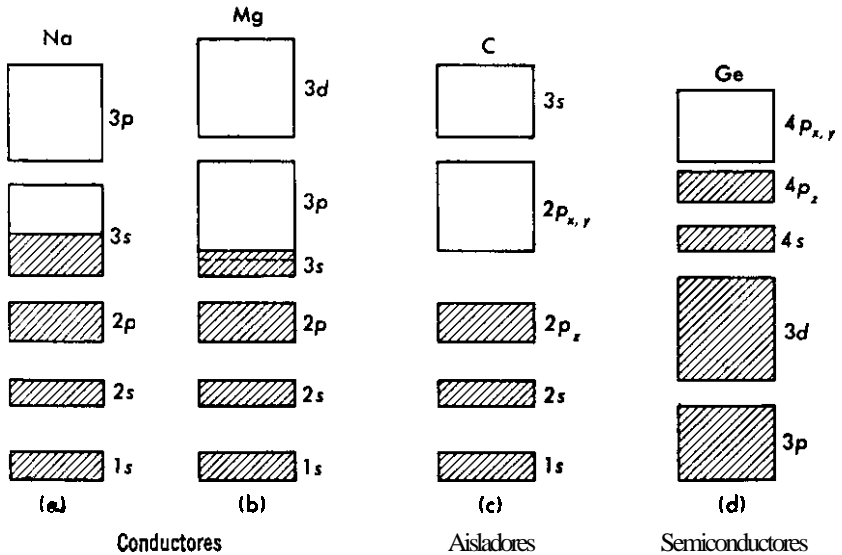 Na
3p
3s
2p
2s
1s
(a)
Mg
3d
3p
3s
2p
2s
1s
(b)
Conductores
C
3s
2p x, y
2p z
2s
1s
(c)
Aisladores
Ge
4p x, y
4p z
4s
3d
3p
(d)
Semiconductores